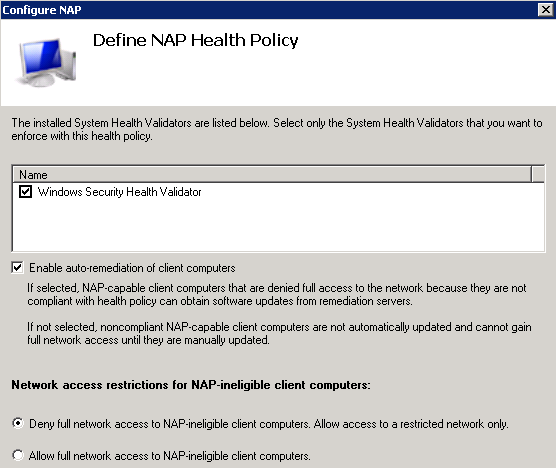 Configure NAP
Define NAP Health Policy
The installed System Health Validators are listed below. Select only the System Health Validators that you want to
enforce with this health policy.
Name
Windows Security Health Validator
Enable auto-remediation of client computers
If selected, NAP-capable client computers that are denied full access to the network because they are not
compliant with health policy can obtain software updates from remediation servers.
If not selected, noncompliant NAP-capable client computers are not automatically updated and cannot gain
full network access until they are manually updated.
Network access restrictions for NAP-ineligible client computers:
Deny full network access to NAP-ineligible client computers. Allow access to a restricted network only.
Allow full network access to NAP-ineligible client computers.